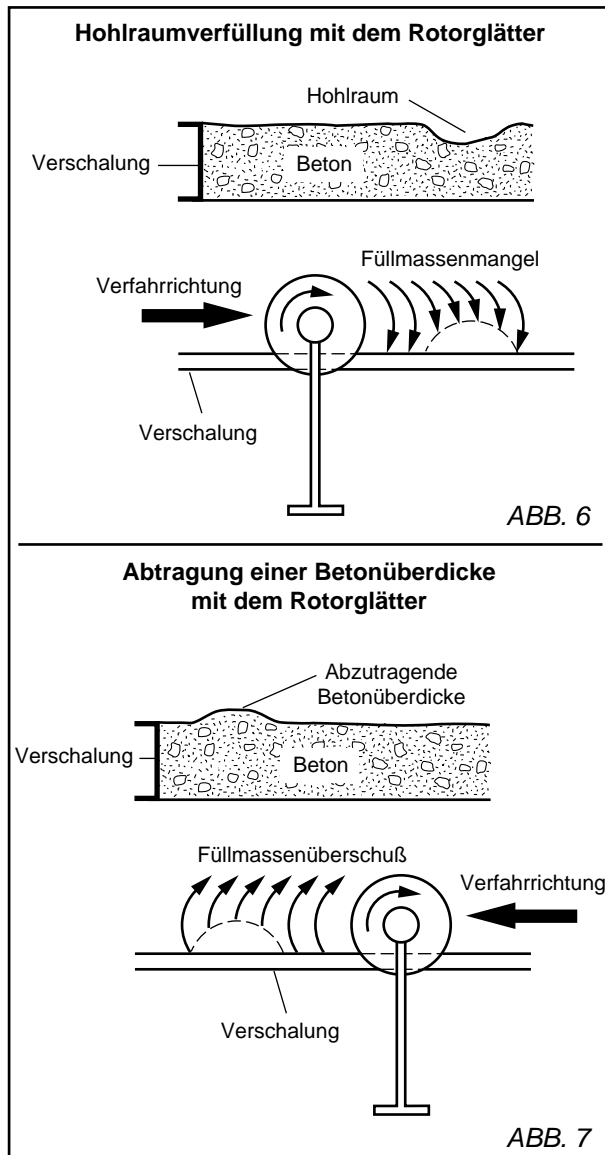 Hohlraumverfüllung mit dem Rotorglätter
Hohlraum
Verschalung
Beton
Füllmassenmangel
Verfahrrichtung
Verschalung
ABB. 6
Abtragung einer Betonüberdicke
mit dem Rotorglätter
Abzutragende
Betonüberdicke
Verschalung
Beton
Füllmassenüberschuß
Verfahrrichtung
Verschalung
ABB. 7